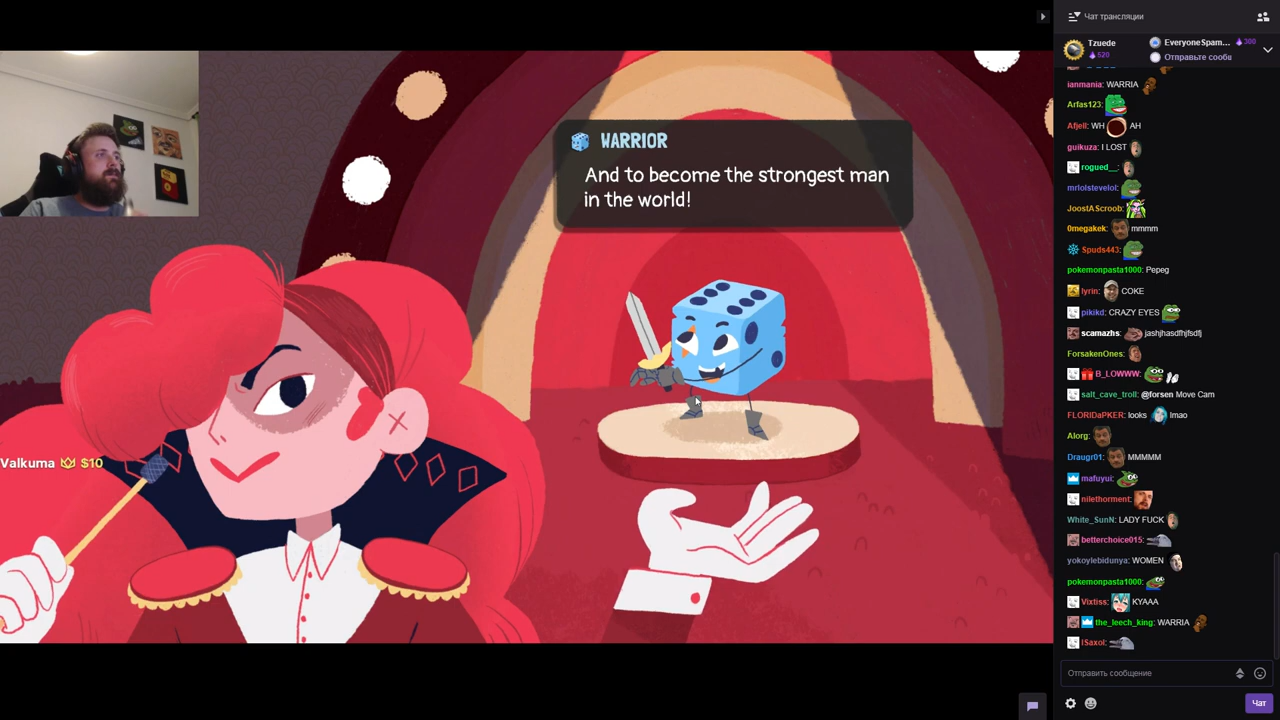 WARRIOR
And to become the strongest man
in the world!
Valkuma $10
Чат трансляции
Tzuede
520
EveryoneSpam... 300
Отправьте сообщ
ianmania: WARRIA
Arfas123:
Afjell: WH AH
guikuza: I LOST
rogued__:
mrlolstevelol:
JoostAScroob:
0megakek: mmmm
Spuds443:
pokemonpasta1000: Pepeg
lyrin: COKE
pikikd: CRAZY EYES
scamazhs: jashjhasdfhjfsdfj
ForsakenOnes:
B_LOWWW:
salt_cave_troll: @forsen Move Cam
FLORIDaPKER: looks lmao
Alorg:
Draugr01: MMMMM
mafuyui:
nilethorment:
White_SunN: LADY FUCK
betterchoice015:
yokoylebidunya: WOMEN
pokemonpasta1000:
Vixtiss: KYAAA
the_leech_king: WARRIA
ISaxol:
Отправить сообщение
Чат